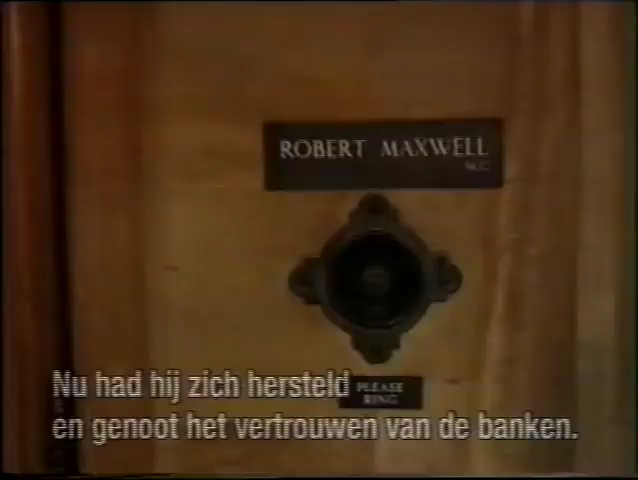 ROBERT MAXWELL
M.C
PLEASE
RING
Nu had hij zich hersteld
en genoot het vertrouwen van de banken.